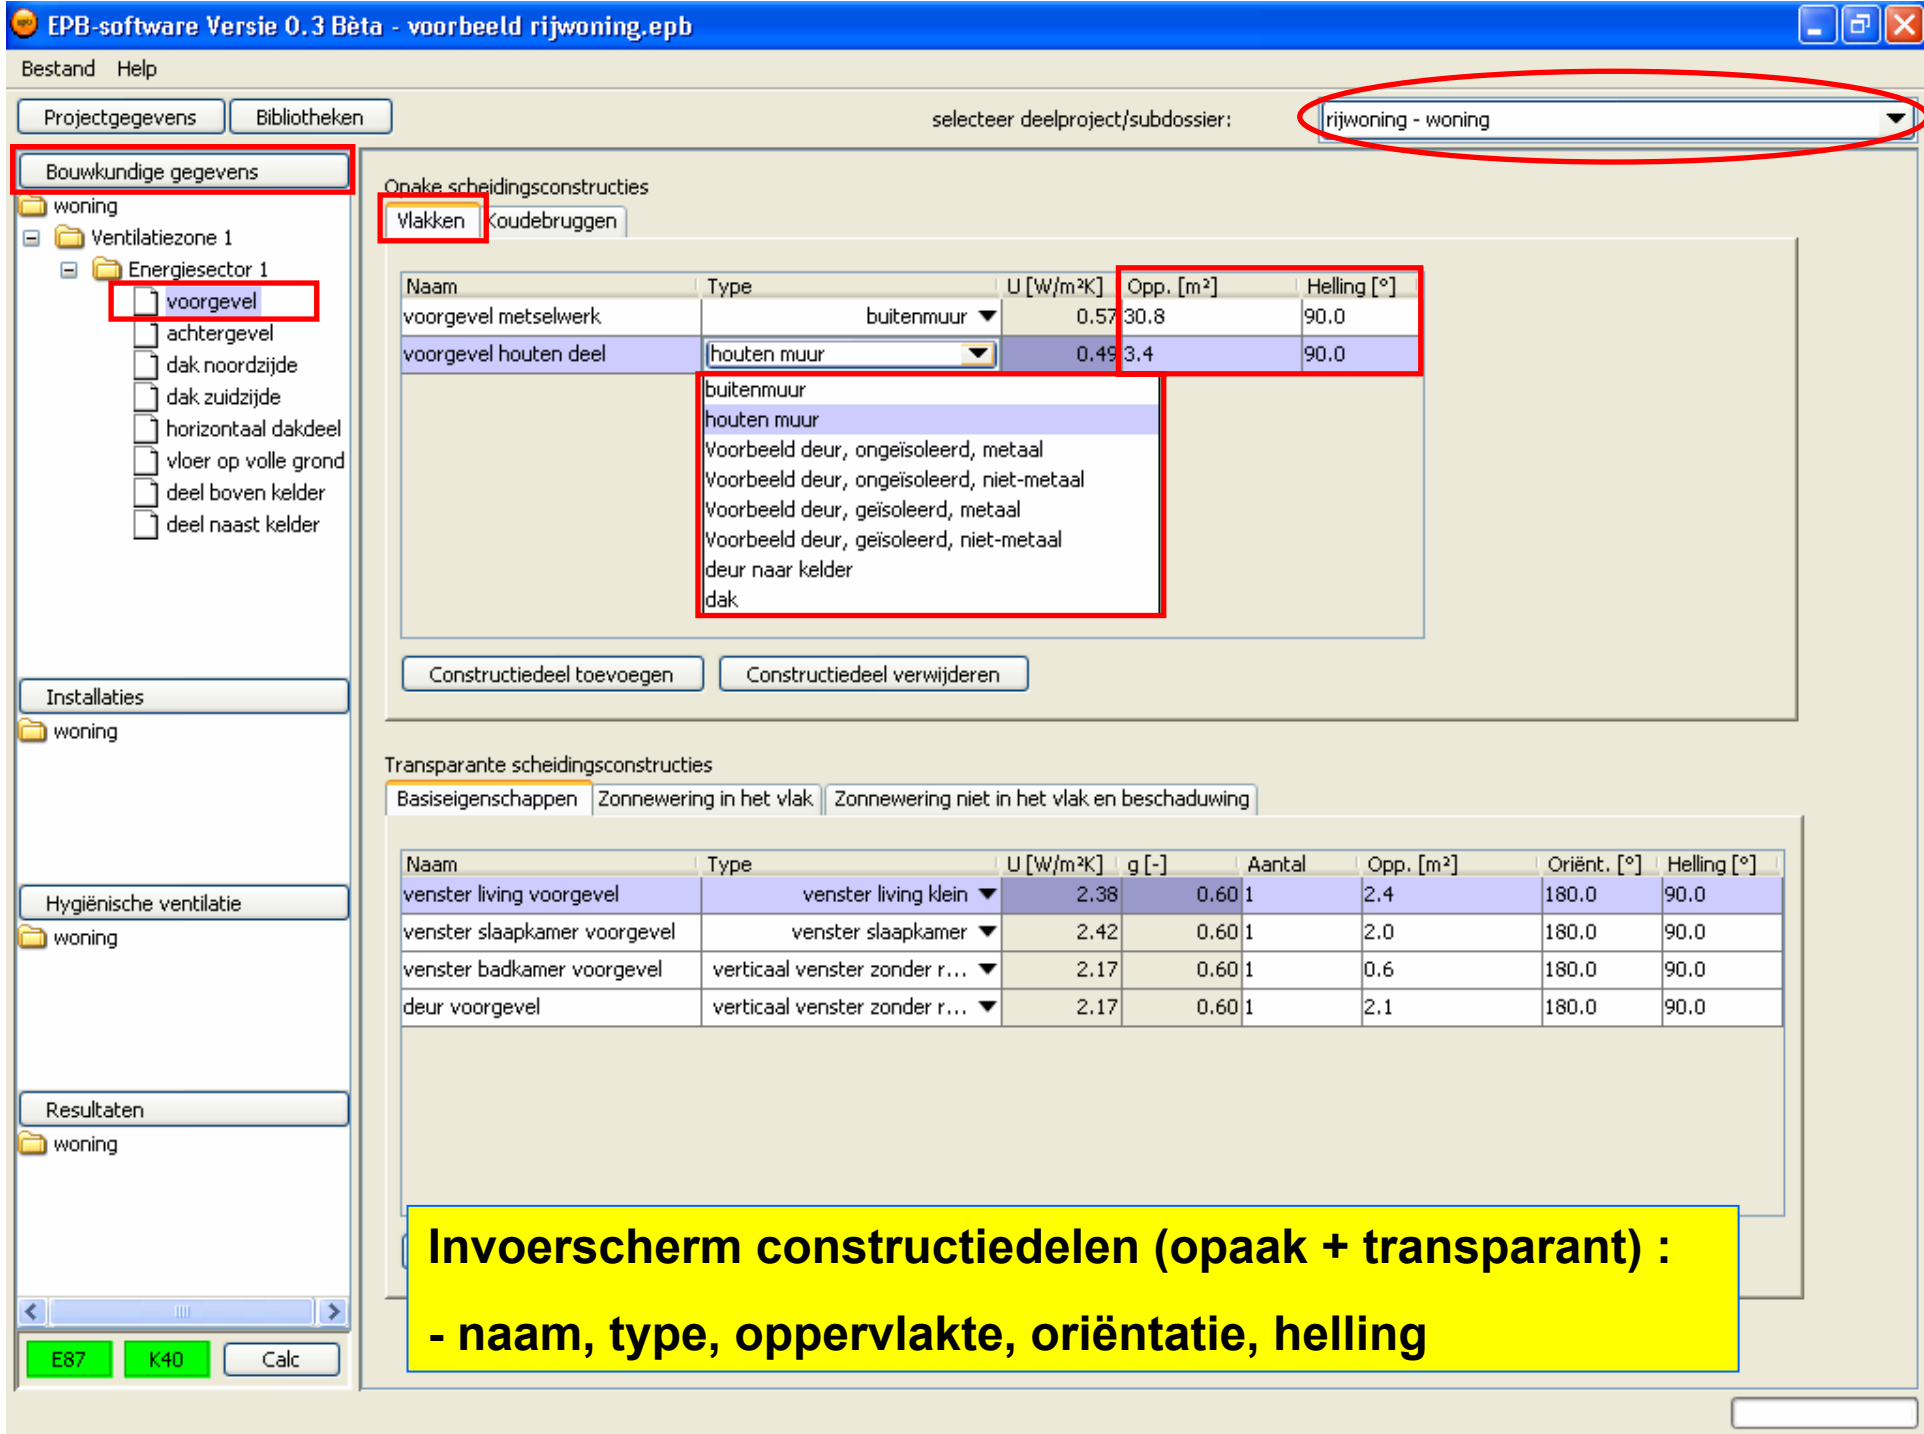 EPB-software Versie 0.3 Bèta - voorbeeld rijwoning.epb
Bestand Help
Projectgegevens Bibliotheken selecteer deelproject/subdossier: rijwoning - woning
Bouwkundige gegevens
woning
Ventilatiezone 1
Energiesector 1
voorgevel
achtergevel
dak noordzijde
dak zuidzijde
horizontaal dakdeel
vloer op volle grond
deel boven kelder
deel naast kelder
Installaties
woning
Hygiënische ventilatie
woning
Resultaten
woning
E87 K40 Calc
Opake scheidingsconstructies
Vlakken Koudebruggen
Naam Type U [W/m²K] Opp. [m²] Helling [°]
voorgevel metselwerk buitenmuur 0.57 30.8 90.0
voorgevel houten deel houten muur 0.49 3.4 90.0
buitenmuur
houten muur
Voorbeeld deur, ongeïsoleerd, metaal
Voorbeeld deur, ongeïsoleerd, niet-metaal
Voorbeeld deur, geïsoleerd, metaal
Voorbeeld deur, geïsoleerd, niet-metaal
deur naar kelder
dak
Constructiedeel toevoegen Constructiedeel verwijderen
Transparante scheidingsconstructies
Basiseigenschappen Zonnewering in het vlak Zonnewering niet in het vlak en beschaduwing
Naam Type U [W/m²K] g [-] Aantal Opp. [m²] Oriënt. [°] Helling [°]
venster living voorgevel venster living klein 2.38 0.60 1 2.4 180.0 90.0
venster slaapkamer voorgevel venster slaapkamer 2.42 0.60 1 2.0 180.0 90.0
venster badkamer voorgevel verticaal venster zonder r... 2.17 0.60 1 0.6 180.0 90.0
deur voorgevel verticaal venster zonder r... 2.17 0.60 1 2.1 180.0 90.0
Invoerscherm constructiedelen (opaak + transparant) :
- naam, type, oppervlakte, oriëntatie, helling